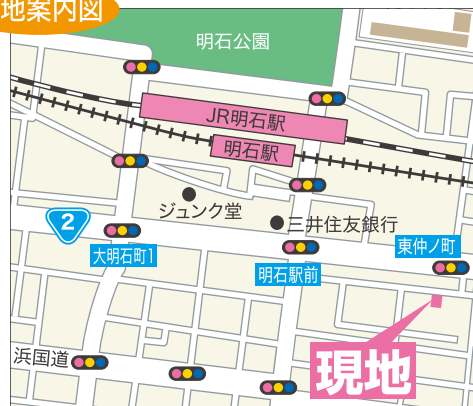 地案内図
明石公園
JR明石駅
明石駅
ジュンク堂
三井住友銀行
2
大明石町1
明石駅前
東仲ノ町
浜国道
現地